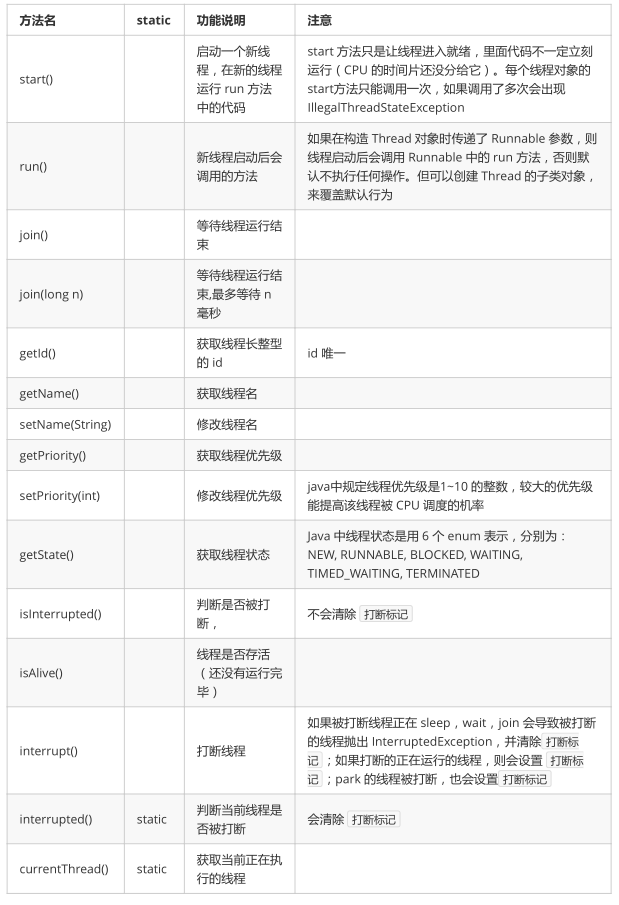 方法名 static 功能说明 注意
start()
启动一个新线
程，在新的线程
运行 run 方法
中的代码
start 方法只是让线程进入就绪，里面代码不一定立刻
运行（CPU 的时间片还没分给它）。每个线程对象的
start方法只能调用一次，如果调用了多次会出现
IllegalThreadStateException
run()
新线程启动后会
调用的方法
如果在构造 Thread 对象时传递了 Runnable 参数，则
线程启动后会调用 Runnable 中的 run 方法，否则默
认不执行任何操作。但可以创建 Thread 的子类对象，
来覆盖默认行为
join()
等待线程运行结
束
join(long n)
等待线程运行结
束,最多等待 n
毫秒
getId()
获取线程长整型
的 id
id 唯一
getName() 获取线程名
setName(String) 修改线程名
getPriority() 获取线程优先级
setPriority(int) 修改线程优先级
java中规定线程优先级是1~10 的整数，较大的优先级
能提高该线程被 CPU 调度的机率
getState() 获取线程状态
Java 中线程状态是用 6 个 enum 表示，分别为：
NEW, RUNNABLE, BLOCKED, WAITING,
TIMED_WAITING, TERMINATED
isInterrupted()
判断是否被打
断，
不会清除 打断标记
isAlive()
线程是否存活
（还没有运行完
毕）
interrupt() 打断线程
如果被打断线程正在 sleep，wait，join 会导致被打断
的线程抛出 InterruptedException，并清除 打断标
记 ；如果打断的正在运行的线程，则会设置 打断标
记 ；park 的线程被打断，也会设置 打断标记
interrupted() static
判断当前线程是
否被打断
会清除 打断标记
currentThread() static
获取当前正在执
行的线程